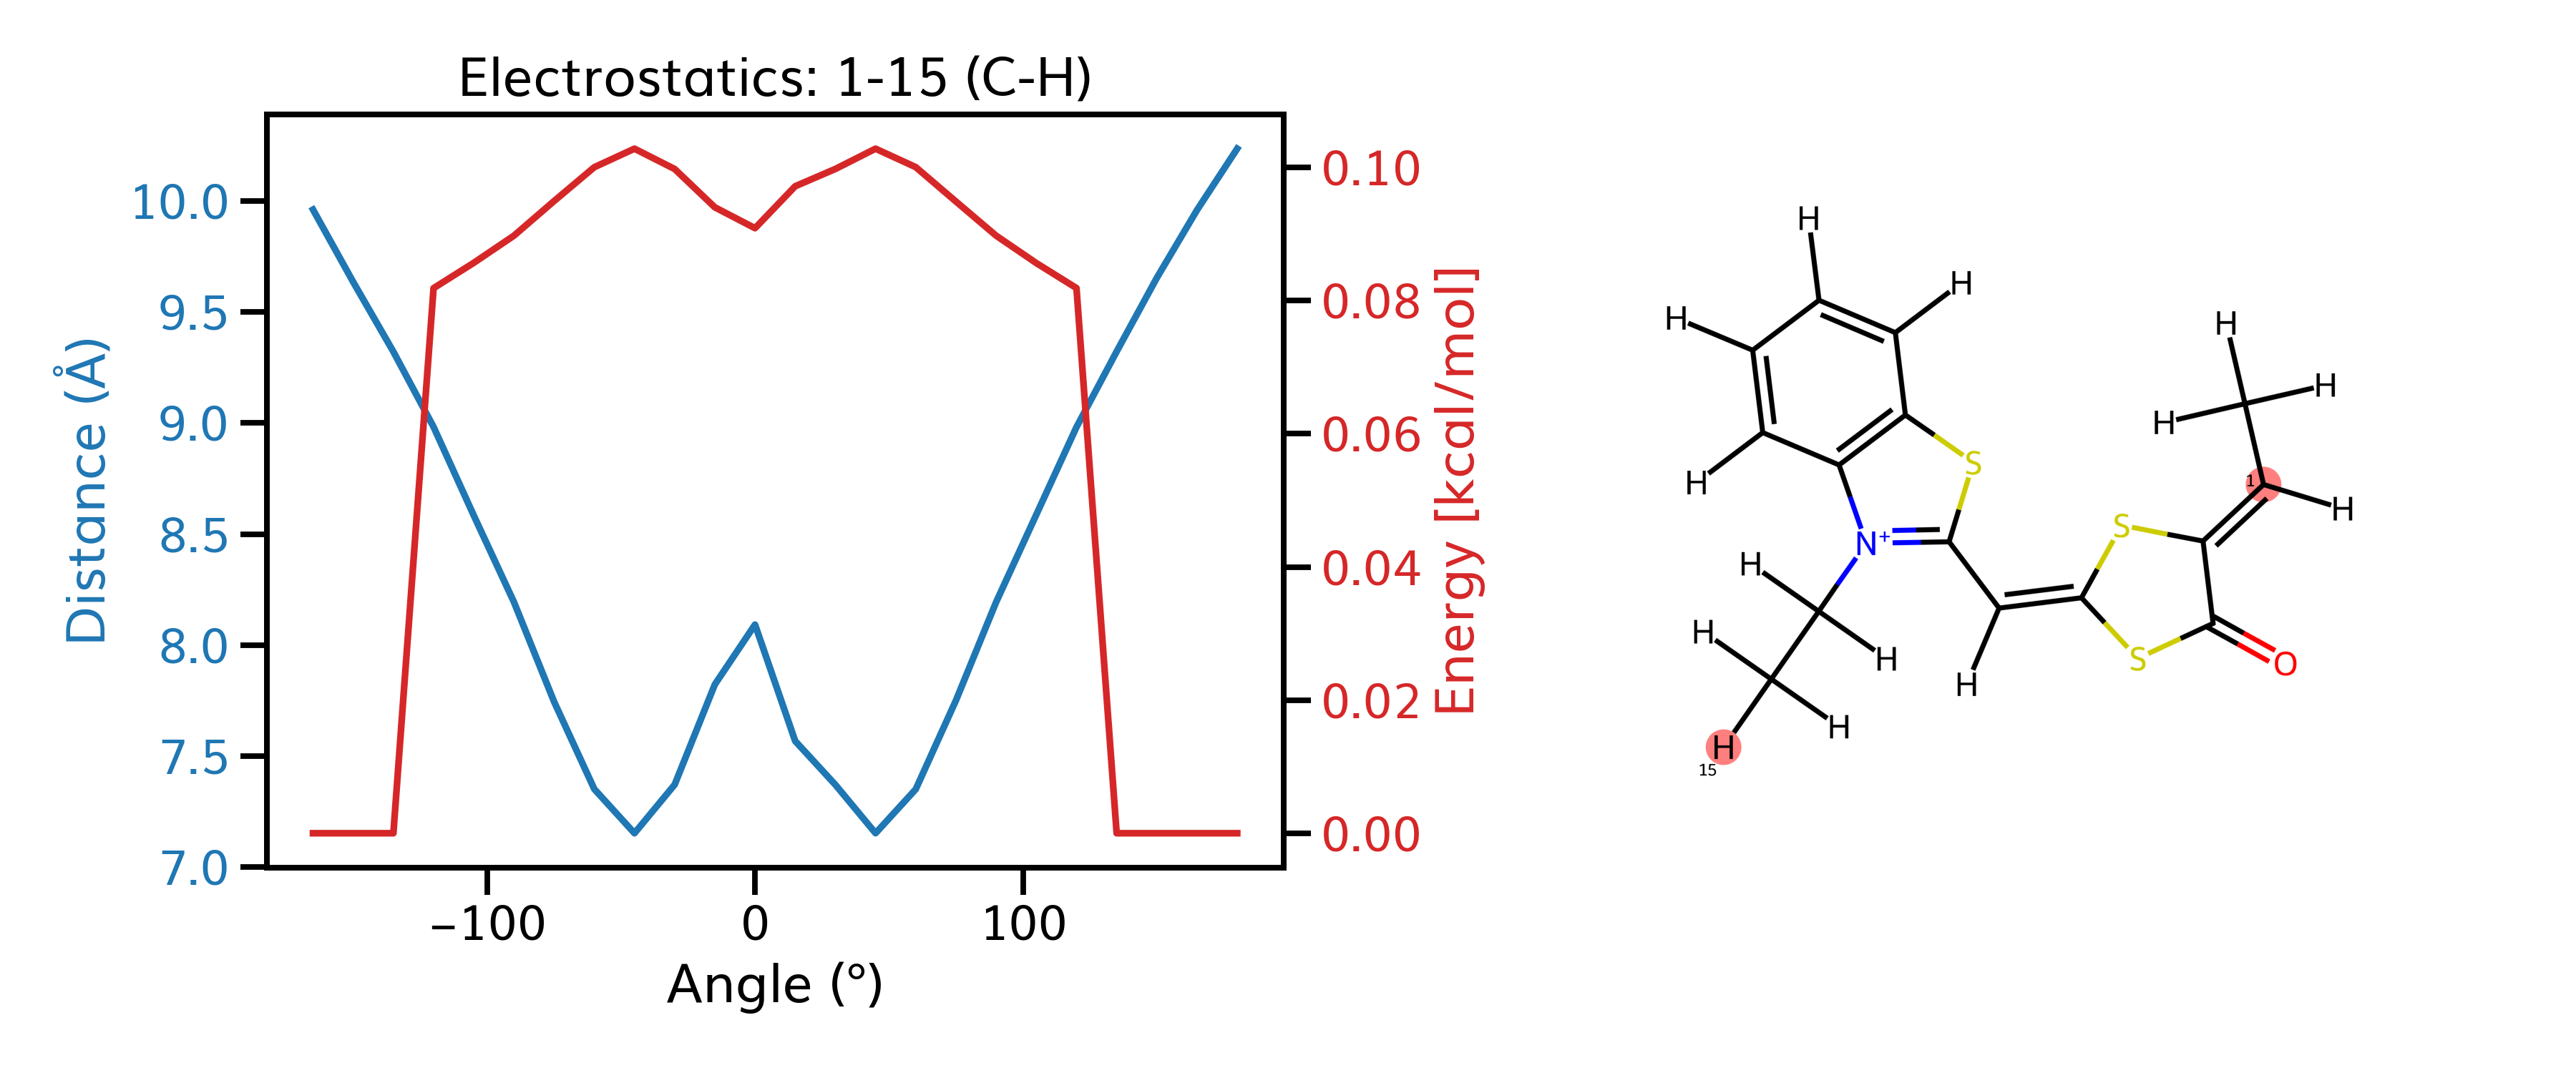 Electrostatics: 1-15 (C-H)
Distance (Å)
10.0
9.5
9.0
8.5
8.0
7.5
7.0
0.10
0.08
0.06
0.04
0.02
0.00
Energy [kcal/mol]
−100
0
100
Angle (°)
H
H
H
H
H
H
H
S
1
H
S
N+
H
H
S
O
H
H
H
H
H
15